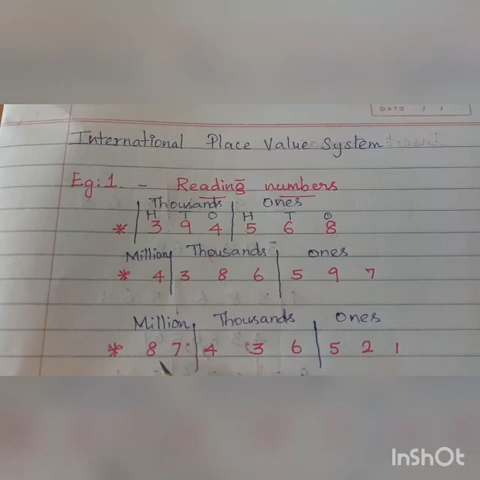 DATE / /
International Place Value System
Eg:1. - Reading numbers
Thousands Ones
H T O H T O
* 3 9 4 5 6 8
Million Thousands Ones
* 4 3 8 6 5 9 7
Million Thousands Ones
* 8 7 4 3 6 5 2 1
InShOt